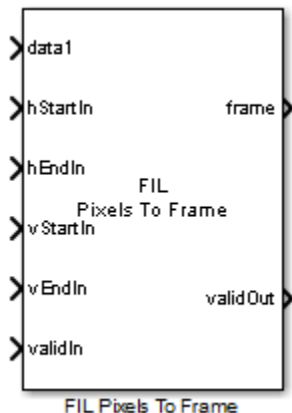 data1
hStartIn
frame
hEndIn
FIL
Pixels To Frame
vStartIn
vEndIn
validOut
validIn
FIL Pixels To Frame